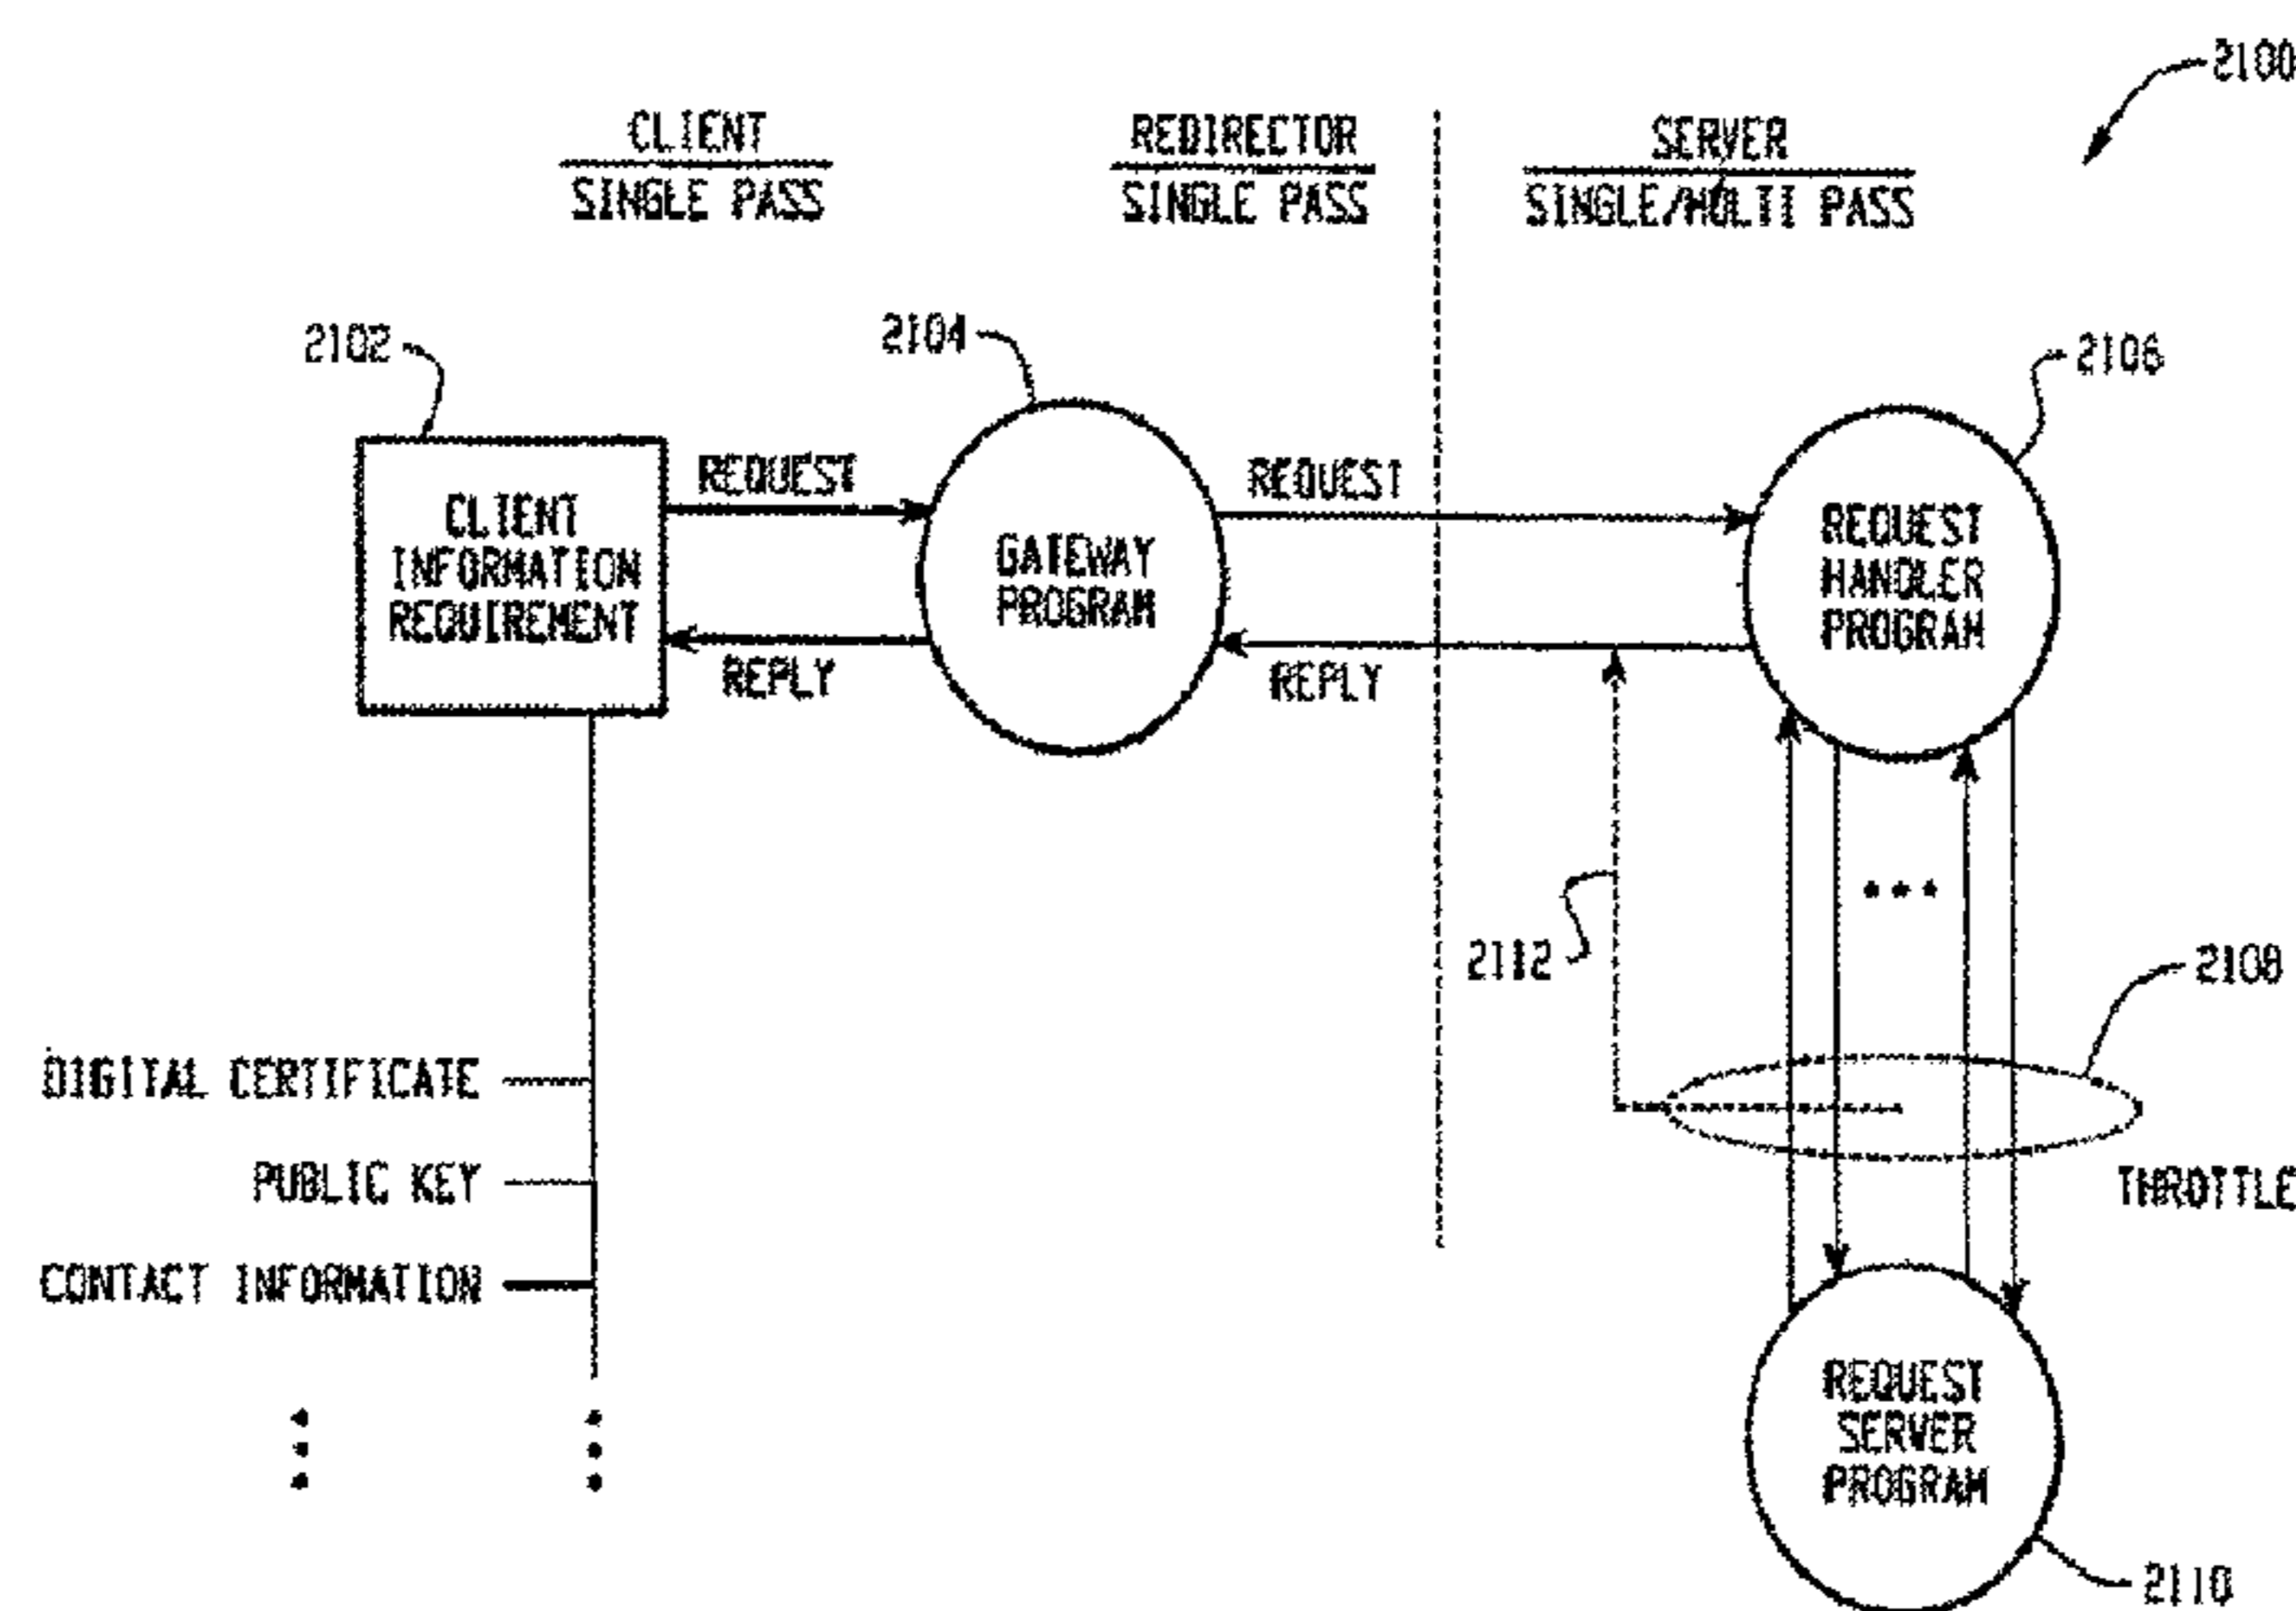 2100
CLIENT
SINGLE PASS
REDIRECTOR
SINGLE PASS
SERVER
SINGLE/MULTI PASS
2102
2104
2106
CLIENT
INFORMATION
REQUIREMENT
REQUEST
REPLY
GATEWAY
PROGRAM
REQUEST
REPLY
REQUEST
HANDLER
PROGRAM
2112
2108
DIGITAL CERTIFICATE
PUBLIC KEY
CONTACT INFORMATION
THROTTLE
REQUEST
SERVER
PROGRAM
2110